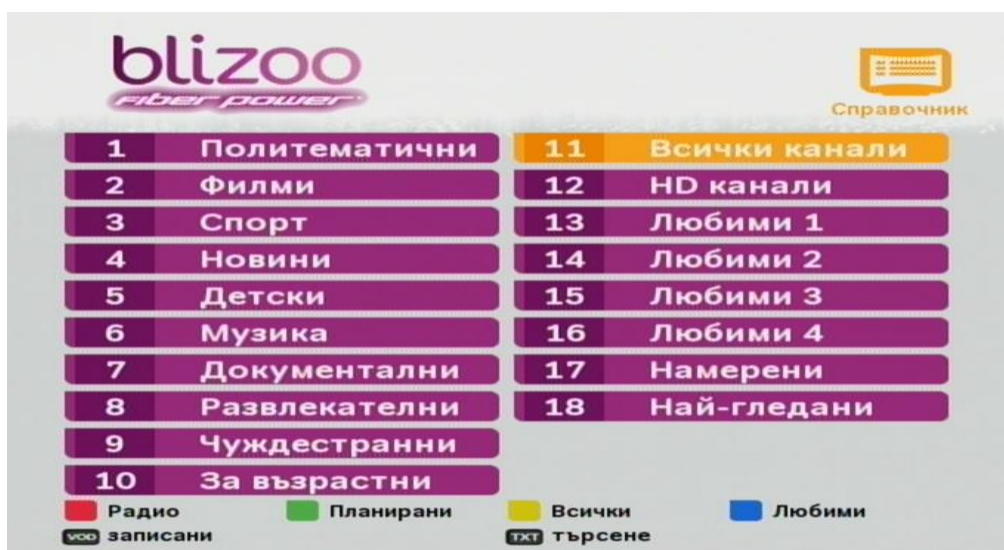 blizoo
Fiber power
Справочник
1 Политематични
2 Филми
3 Спорт
4 Новини
5 Детски
6 Музика
7 Документални
8 Развлекателни
9 Чуждестранни
10 За възрастни
11 Всички канали
12 HD канали
13 Любими 1
14 Любими 2
15 Любими 3
16 Любими 4
17 Намерени
18 Най-гледани
Радио Планирани Всички Любими
VOD записани TXT търсене